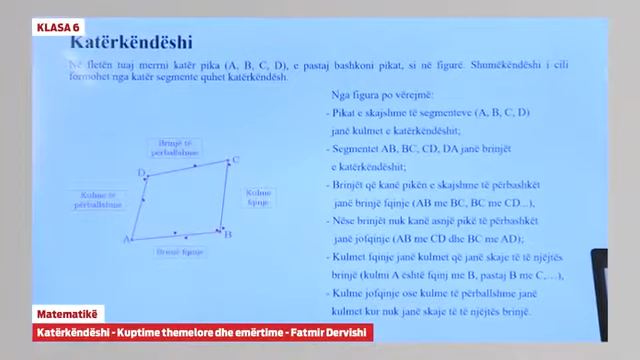 KLASA 6
Katërkëndëshi
Në fletën tuaj merrni katër pika (A, B, C, D), e pastaj bashkoni pikat, si në figurë. Shumëkëndëshi i cili
formohet nga katër segmente quhet katërkëndësh.
Nga figura po vërejmë:
- Pikat e skajshme të segmenteve (A, B, C, D)
janë kulmet e katërkëndëshit;
- Segmentet AB, BC, CD, DA janë brinjët
e katërkëndëshit;
- Brinjët që kanë pikën e skajshme të përbashkët
janë brinjë fqinje (AB me BC, BC me CD...),
- Nëse brinjët nuk kanë asnjë pikë të përbashkët
janë jofqinje (AB me CD dhe BC me AD);
- Kulmet fqinje janë kulmet që janë skaje të të njëjtës
brinjë (kulmi A është fqinj me B, pastaj B me C,...),
- Kulme jofqinje ose kulme të përballshme janë
kulmet kur nuk janë skaje të të njëjtës brinjë.
Brinjë të
përballshme
D
C
Kulme të
përballshme
Kulme
fqinje
A
B
Brinjë fqinje
Matematikë
Katërkëndëshi - Kuptime themelore dhe emërtime - Fatmir Dervishi